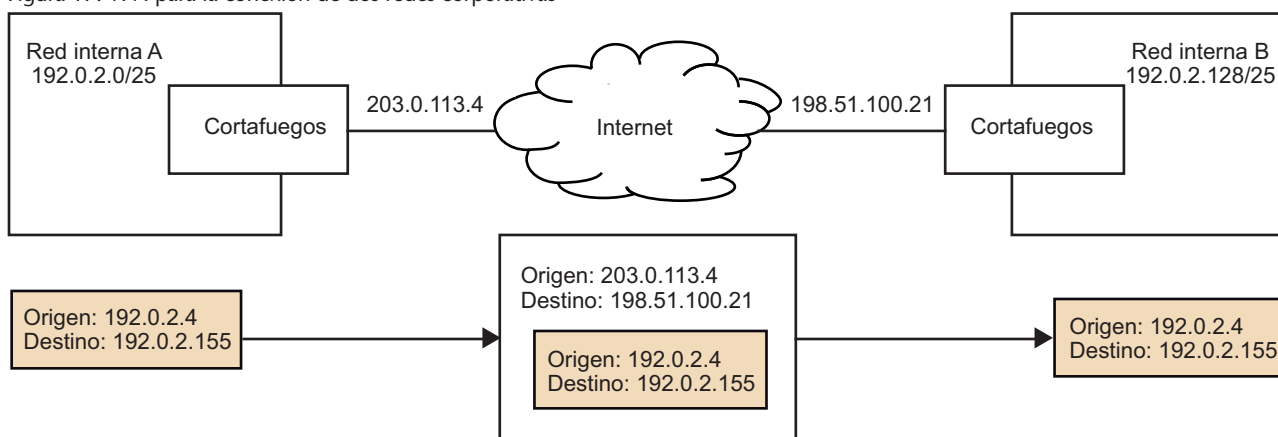 Red interna A
192.0.2.0/25
Cortafuegos
203.0.113.4
Internet
198.51.100.21
Red interna B
192.0.2.128/25
Cortafuegos
Origen: 192.0.2.4
Destino: 192.0.2.155
Origen: 203.0.113.4
Destino: 198.51.100.21
Origen: 192.0.2.4
Destino: 192.0.2.155
Origen: 192.0.2.4
Destino: 192.0.2.155